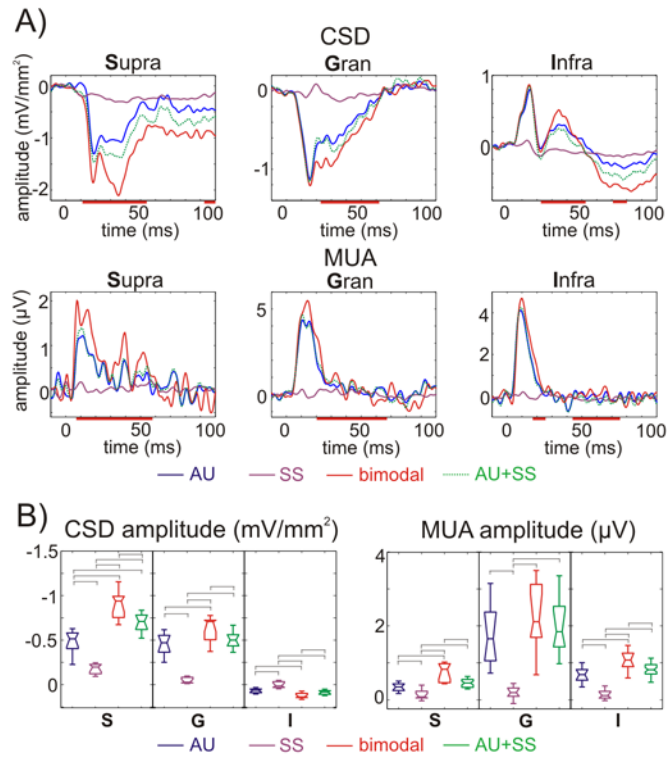 A)
CSD
Supra Gran Infra
amplitude (mV/mm²)
0
-1
-2
0
-1
1
0
0 50 100
0 50 100
0 50 100
time (ms) time (ms) time (ms)
MUA
Supra Gran Infra
amplitude (µV)
2
1
0
5
0
4
2
0
0 50 100
0 50 100
0 50 100
time (ms) time (ms) time (ms)
AU SS bimodal AU+SS
B)
CSD amplitude (mV/mm²) MUA amplitude (µV)
-1.5
-1
-0.5
0
S G I
4
2
0
S G I
AU SS bimodal AU+SS